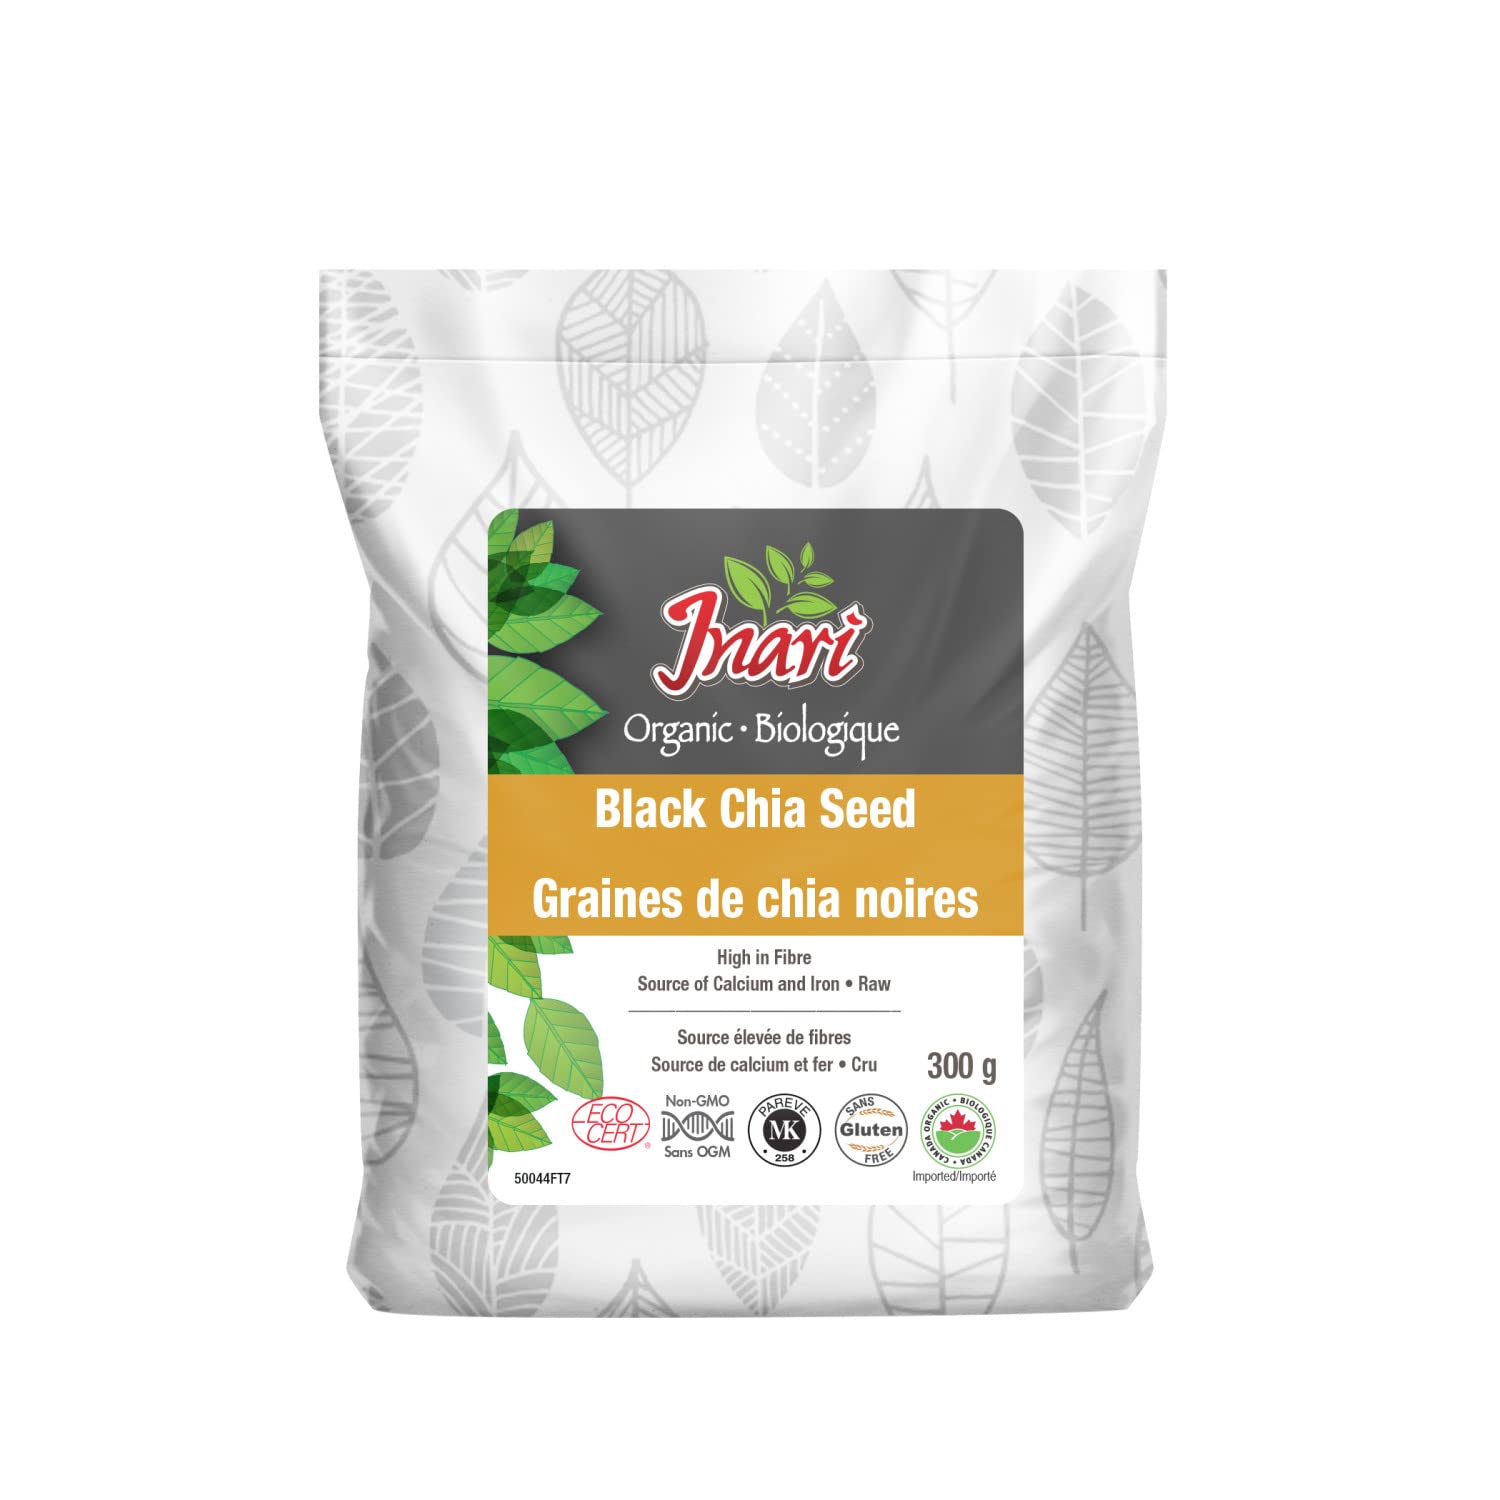 Inari
Organic • Biologique
Black Chia Seed
Graines de chia noires
High in Fibre
Source of Calcium and Iron • Raw
Source élevée de fibres
Source de calcium et fer • Cru
300 g
ECO
CERT
®
Non-GMO
Sans OGM
PAREVE
MK
• 258 •
SANS
Gluten
FREE
CANADA ORGANIC • BIOLOGIQUE CANADA •
Imported/Importé
50044FT7